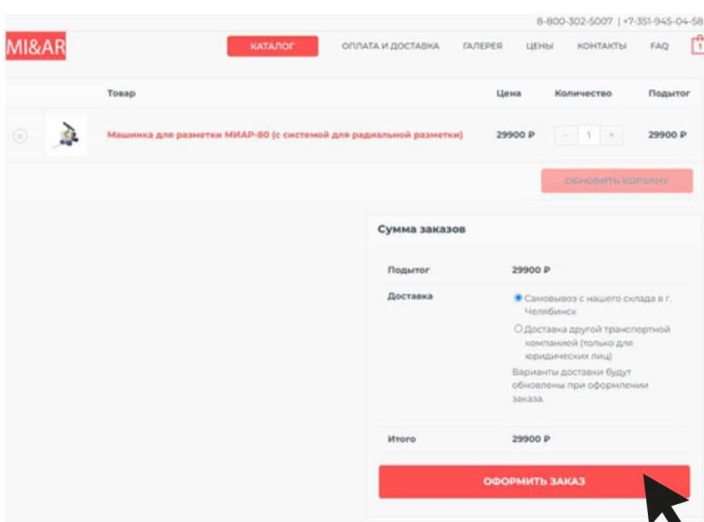 8-800-302-5007 | +7-351-945-04-58
MI&AR
КАТАЛОГ ОПЛАТА И ДОСТАВКА ГАЛЕРЕЯ ЦЕНЫ КОНТАКТЫ FAQ 1
Товар Цена Количество Подытог
Машинка для разметки МИАР-80 (с системой для радиальной разметки) 29900 ₽ - 1 + 29900 ₽
ОБНОВИТЬ КОРЗИНУ
Сумма заказов
Подытог 29900 ₽
Доставка Самовывоз с нашего склада в г.
Челябинск
Доставка другой транспортной
компанией (только для
юридических лиц)
Варианты доставки будут
обновлены при оформлении
заказа.
Итого 29900 ₽
ОФОРМИТЬ ЗАКАЗ